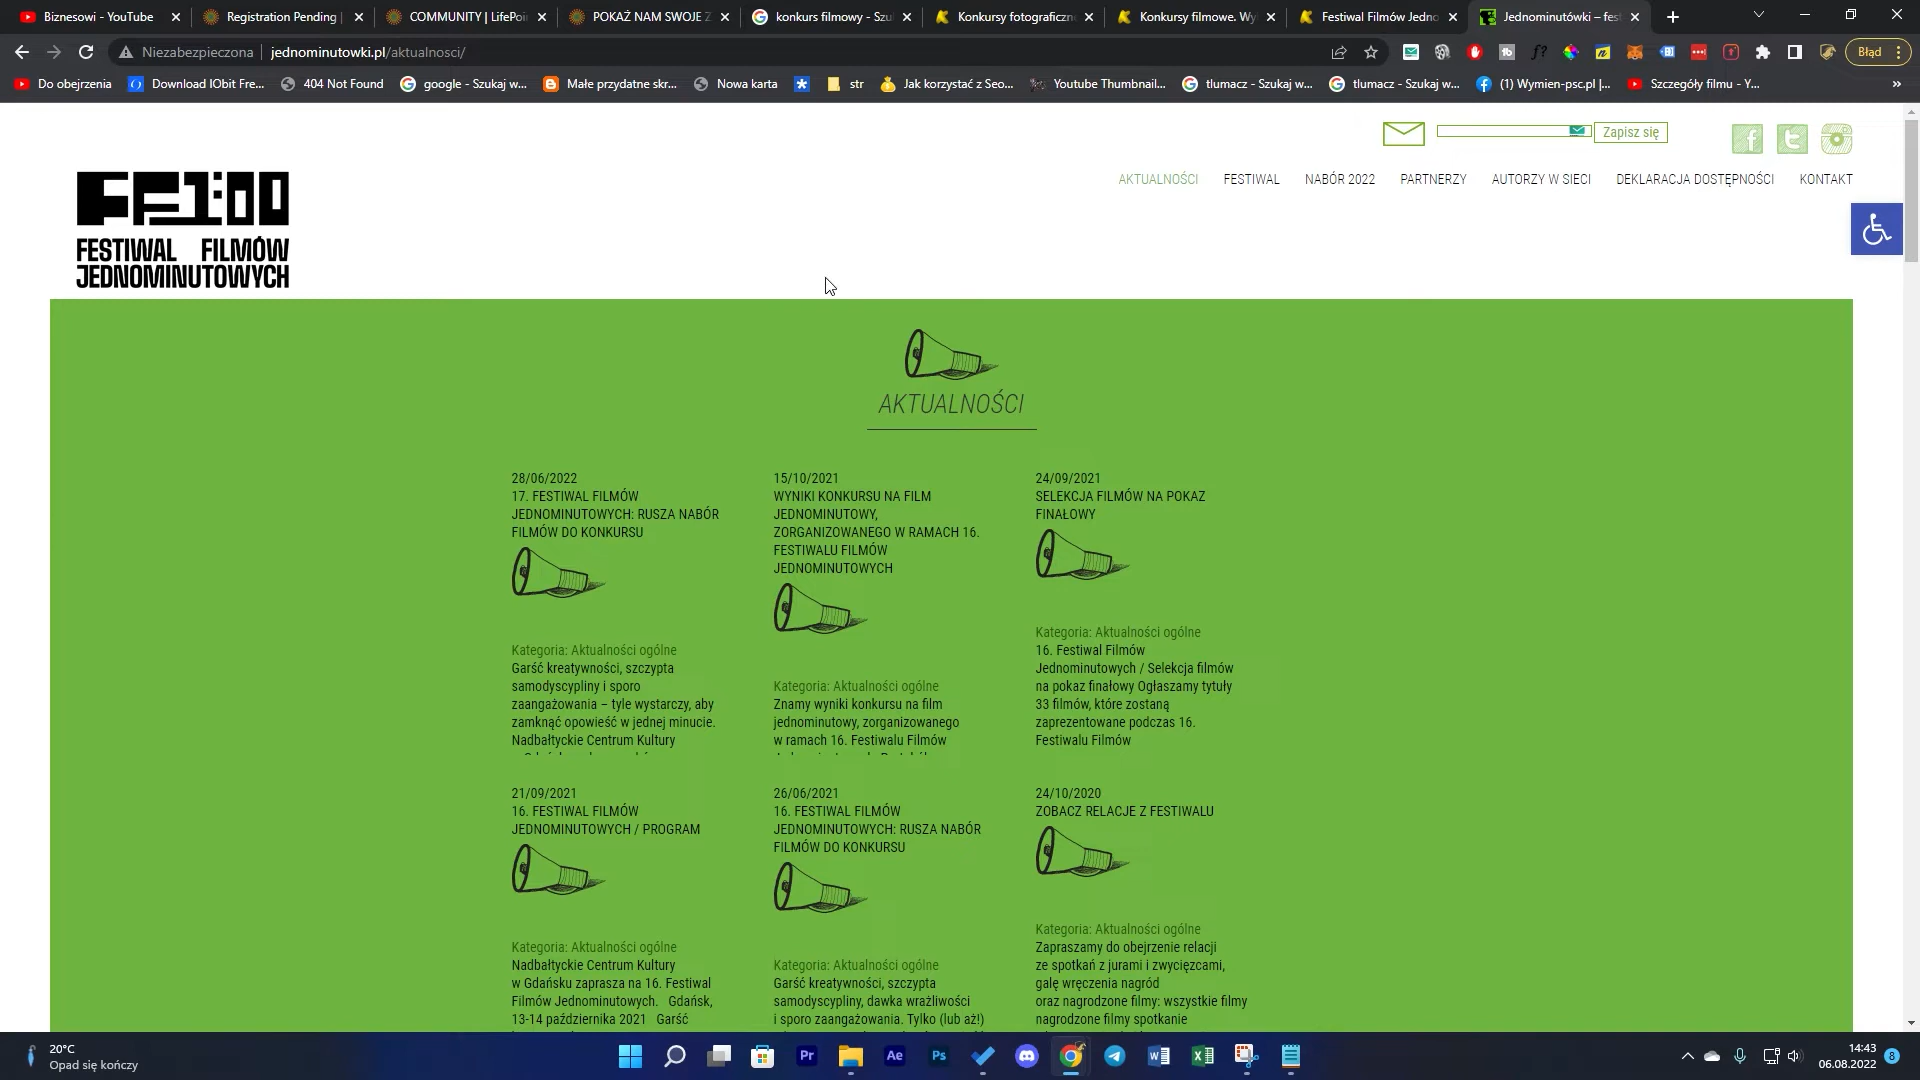 Biznesowi - YouTube
Registration Pending |
COMMUNITY | LifePoi
POKAŻ NAM SWOJE Z
konkurs filmowy - Szu
Konkursy fotograficzn
Konkursy filmowe. Wy
Festiwal Filmów Jedno
Jednominutówki – fest
Niezabezpieczona
jednominutowki.pl/aktualnosci/
Błąd
Do obejrzenia
Download IObit Fre...
404 Not Found
google - Szukaj w...
Małe przydatne skr...
Nowa karta
str
Jak korzystać z Seo...
Youtube Thumbnail...
tlumacz - Szukaj w...
tlumacz - Szukaj w...
(1) Wymien-psc.pl |...
Szczegóły filmu - Y...
»
Zapisz się
FESTIWAL FILMÓW
JEDNOMINUTOWYCH
AKTUALNOŚCI
FESTIWAL
NABÓR 2022
PARTNERZY
AUTORZY W SIECI
DEKLARACJA DOSTĘPNOŚCI
KONTAKT
AKTUALNOŚCI
28/06/2022
17. FESTIWAL FILMÓW
JEDNOMINUTOWYCH: RUSZA NABÓR
FILMÓW DO KONKURSU
Kategoria: Aktualności ogólne
Garść kreatywności, szczypta
samodyscypliny i sporo
zaangażowania – tyle wystarczy, aby
zamknąć opowieść w jednej minucie.
Nadbałtyckie Centrum Kultury
15/10/2021
WYNIKI KONKURSU NA FILM
JEDNOMINUTOWY,
ZORGANIZOWANEGO W RAMACH 16.
FESTIWALU FILMÓW
JEDNOMINUTOWYCH
Kategoria: Aktualności ogólne
Znamy wyniki konkursu na film
jednominutowy, zorganizowanego
w ramach 16. Festiwalu Filmów
24/09/2021
SELEKCJA FILMÓW NA POKAZ
FINAŁOWY
Kategoria: Aktualności ogólne
16. Festiwal Filmów
Jednominutowych / Selekcja filmów
na pokaz finałowy Ogłaszamy tytuły
33 filmów, które zostaną
zaprezentowane podczas 16.
Festiwalu Filmów
21/09/2021
16. FESTIWAL FILMÓW
JEDNOMINUTOWYCH / PROGRAM
Kategoria: Aktualności ogólne
Nadbałtyckie Centrum Kultury
w Gdańsku zaprasza na 16. Festiwal
Filmów Jednominutowych. Gdańsk,
13-14 października 2021 Garść
26/06/2021
16. FESTIWAL FILMÓW
JEDNOMINUTOWYCH: RUSZA NABÓR
FILMÓW DO KONKURSU
Kategoria: Aktualności ogólne
Garść kreatywności, szczypta
samodyscypliny, dawka wrażliwości
i sporo zaangażowania. Tylko (lub aż!)
24/10/2020
ZOBACZ RELACJE Z FESTIWALU
Kategoria: Aktualności ogólne
Zapraszamy do obejrzenie relacji
ze spotkań z jurami i zwycięzcami,
galę wręczenia nagród
oraz nagrodzone filmy: wszystkie filmy
nagrodzone filmy spotkanie
20°C
Opad się kończy
Pr
Ae
Ps
14:43
06.08.2022
8